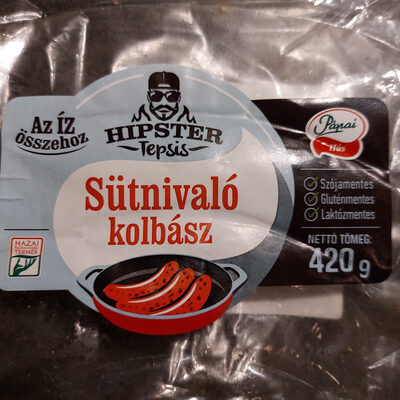 Az Íz
összehoz
HIPSTER
Tepsis
Pápai
Hús
Sütnivaló
kolbász
Szójamentes
Gluténmentes
Laktózmentes
NETTÓ TÖMEG:
420 g
HAZAI
TERMÉK